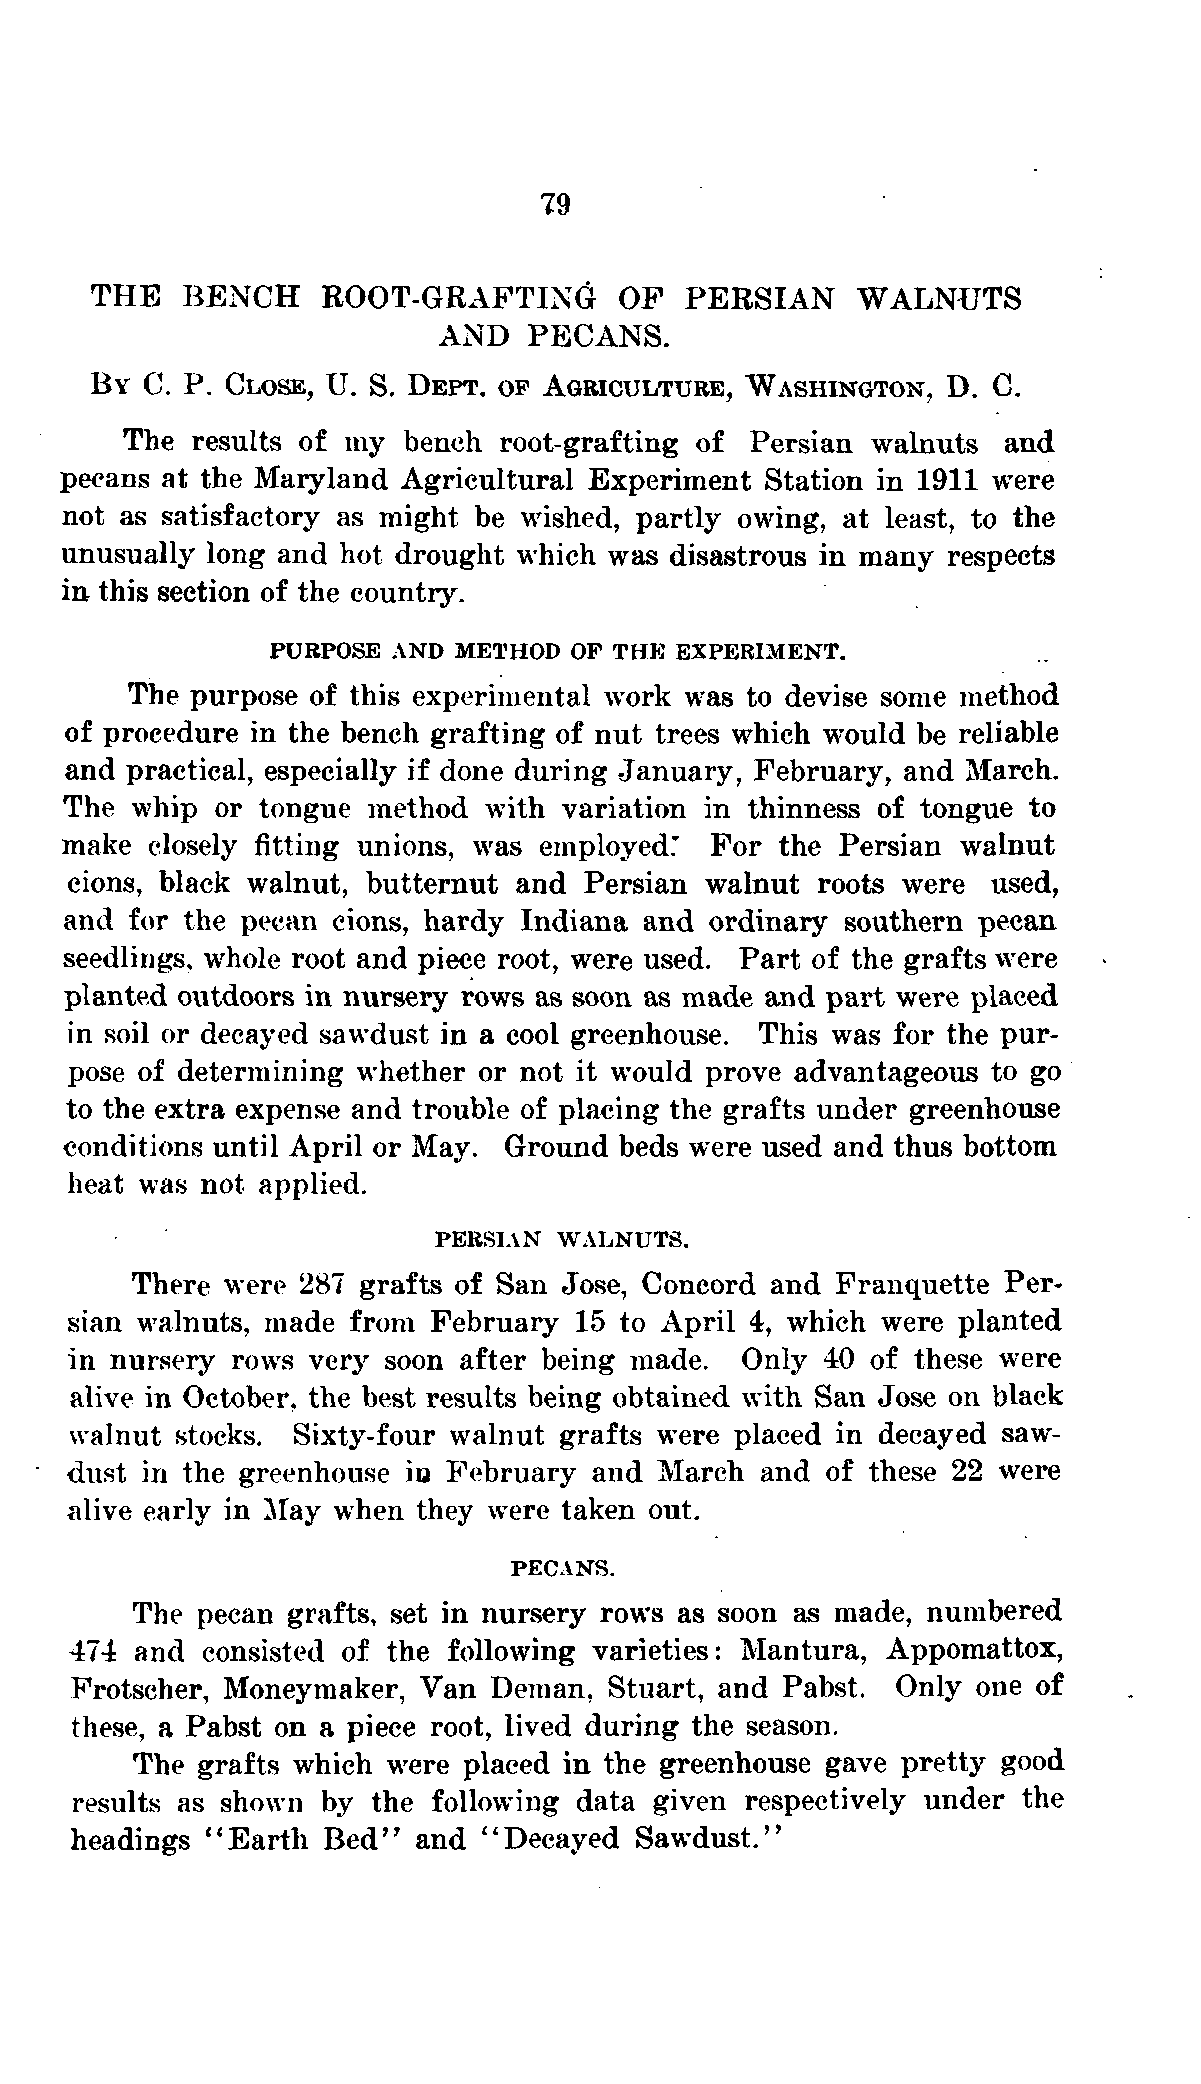 79
THE BENCH ROOT-GRAFTING OF PERSIAN WALNUTS
AND PECANS.
BY C. P. CLOSE, U. S. DEPT. OF AGRICULTURE, WASHINGTON, D. C.
The results of my bench root-grafting of Persian walnuts and
pecans at the Maryland Agricultural Experiment Station in 1911 were
not as satisfactory as might be wished, partly owing, at least, to the
unusually long and hot drought which was disastrous in many respects
in this section of the country.
PURPOSE AND METHOD OF THE EXPERIMENT.
The purpose of this experimental work was to devise some method
of procedure in the bench grafting of nut trees which would be reliable
and practical, especially if done during January, February, and March.
The whip or tongue method with variation in thinness of tongue to
make closely fitting unions, was employed. For the Persian walnut
cions, black walnut, butternut and Persian walnut roots were used,
and for the pecan cions, hardy Indiana and ordinary southern pecan
seedlings, whole root and piece root, were used. Part of the grafts were
planted outdoors in nursery rows as soon as made and part were placed
in soil or decayed sawdust in a cool greenhouse. This was for the pur-
pose of determining whether or not it would prove advantageous to go
to the extra expense and trouble of placing the grafts under greenhouse
conditions until April or May. Ground beds were used and thus bottom
heat was not applied.
PERSIAN WALNUTS.
There were 287 grafts of San Jose, Concord and Franquette Per-
sian walnuts, made from February 15 to April 4, which were planted
in nursery rows very soon after being made. Only 40 of these were
alive in October, the best results being obtained with San Jose on black
walnut stocks. Sixty-four walnut grafts were placed in decayed saw-
dust in the greenhouse in February and March and of these 22 were
alive early in May when they were taken out.
PECANS.
The pecan grafts, set in nursery rows as soon as made, numbered
474 and consisted of the following varieties: Mantura, Appomattox,
Frotscher, Moneymaker, Van Deman, Stuart, and Pabst. Only one of
these, a Pabst on a piece root, lived during the season.
The grafts which were placed in the greenhouse gave pretty good
results as shown by the following data given respectively under the
headings "Earth Bed" and "Decayed Sawdust."